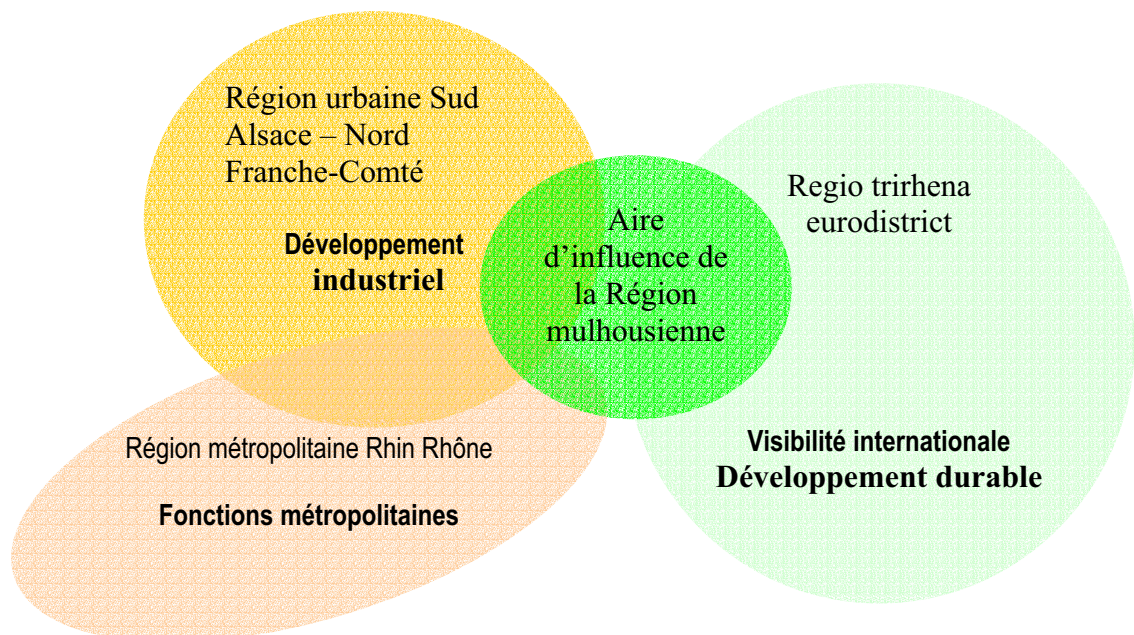 Région urbaine Sud
Alsace – Nord
Franche-Comté
Développement
industriel
Aire
d’influence de
la Région
mulhousienne
Regio trirhena
eurodistrict
Région métropolitaine Rhin Rhône
Fonctions métropolitaines
Visibilité internationale
Développement durable